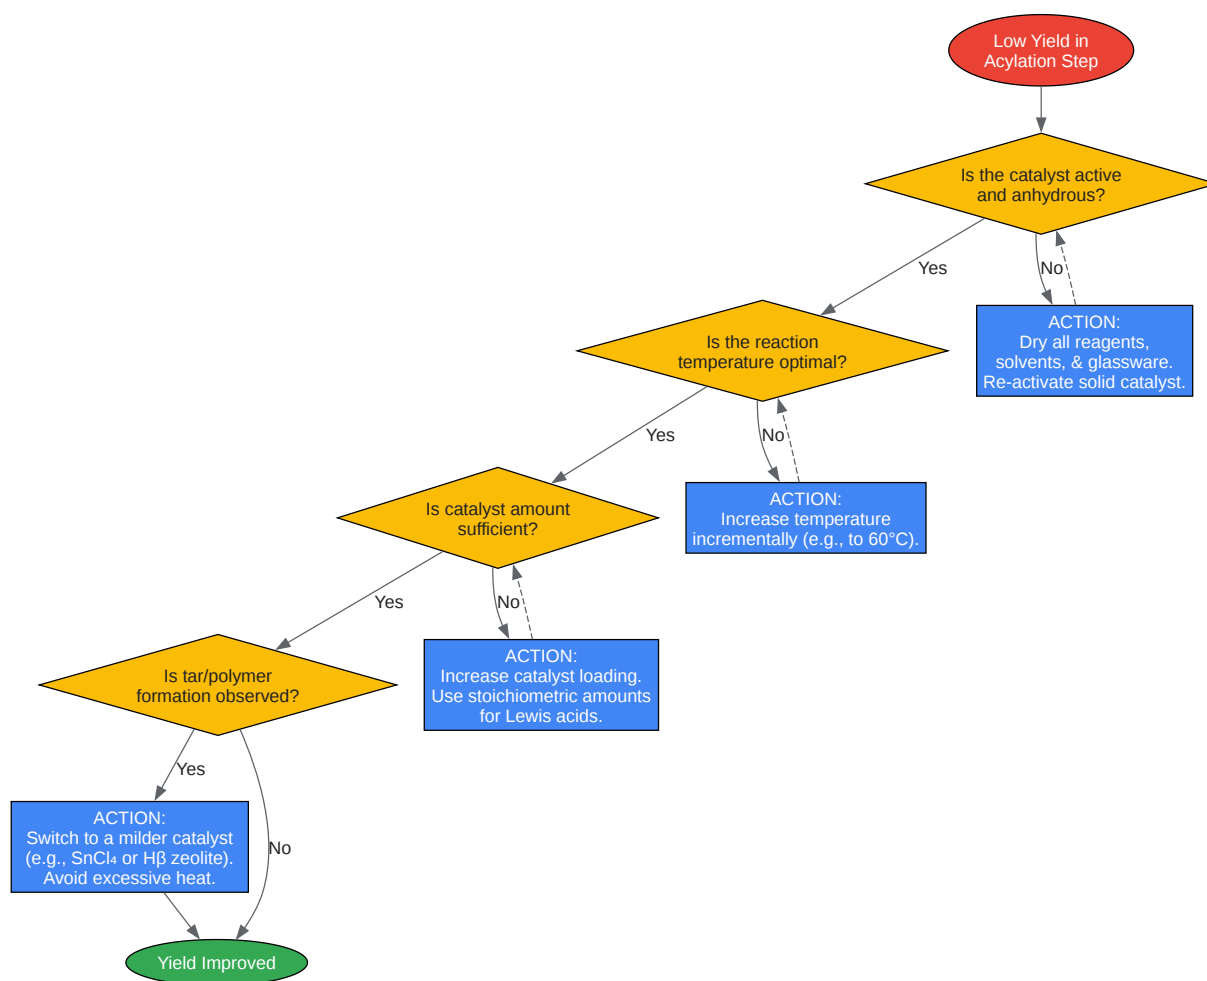 Low Yield in
Acylation Step
Is the catalyst active
and anhydrous?
Yes
No
ACTION:
Dry all reagents,
solvents, & glassware.
Re-activate solid catalyst.
Is the reaction
temperature optimal?
Yes
No
ACTION:
Increase temperature
incrementally (e.g., to 60°C).
Is catalyst amount
sufficient?
Yes
No
ACTION:
Increase catalyst loading.
Use stoichiometric amounts
for Lewis acids.
Is tar/polymer
formation observed?
Yes
No
ACTION:
Switch to a milder catalyst
(e.g., SnCl₄ or Hβ zeolite).
Avoid excessive heat.
Yield Improved